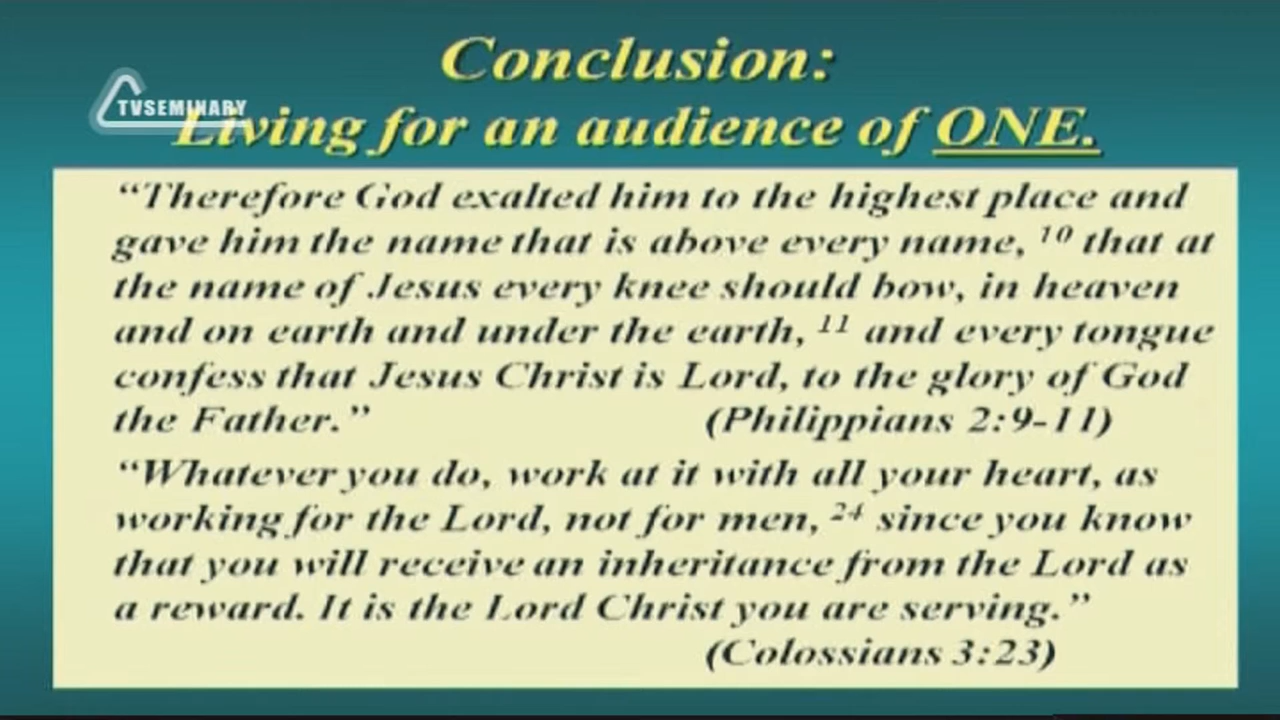 Conclusion:
TVSEMINARY
Living for an audience of ONE.
“Therefore God exalted him to the highest place and
gave him the name that is above every name, 10 that at
the name of Jesus every knee should bow, in heaven
and on earth and under the earth, 11 and every tongue
confess that Jesus Christ is Lord, to the glory of God
the Father.” (Philippians 2:9-11)
“Whatever you do, work at it with all your heart, as
working for the Lord, not for men, 24 since you know
that you will receive an inheritance from the Lord as
a reward. It is the Lord Christ you are serving.”
(Colossians 3:23)